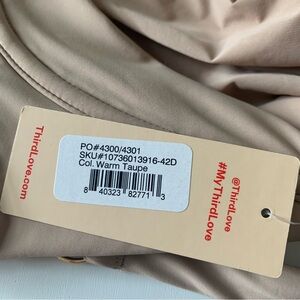 ThirdLove.com
PO#4300/4301
SKU#10736013916-42D
Col. Warm Taupe
8 40323 82771 3
@ThirdLove
#MyThirdLove